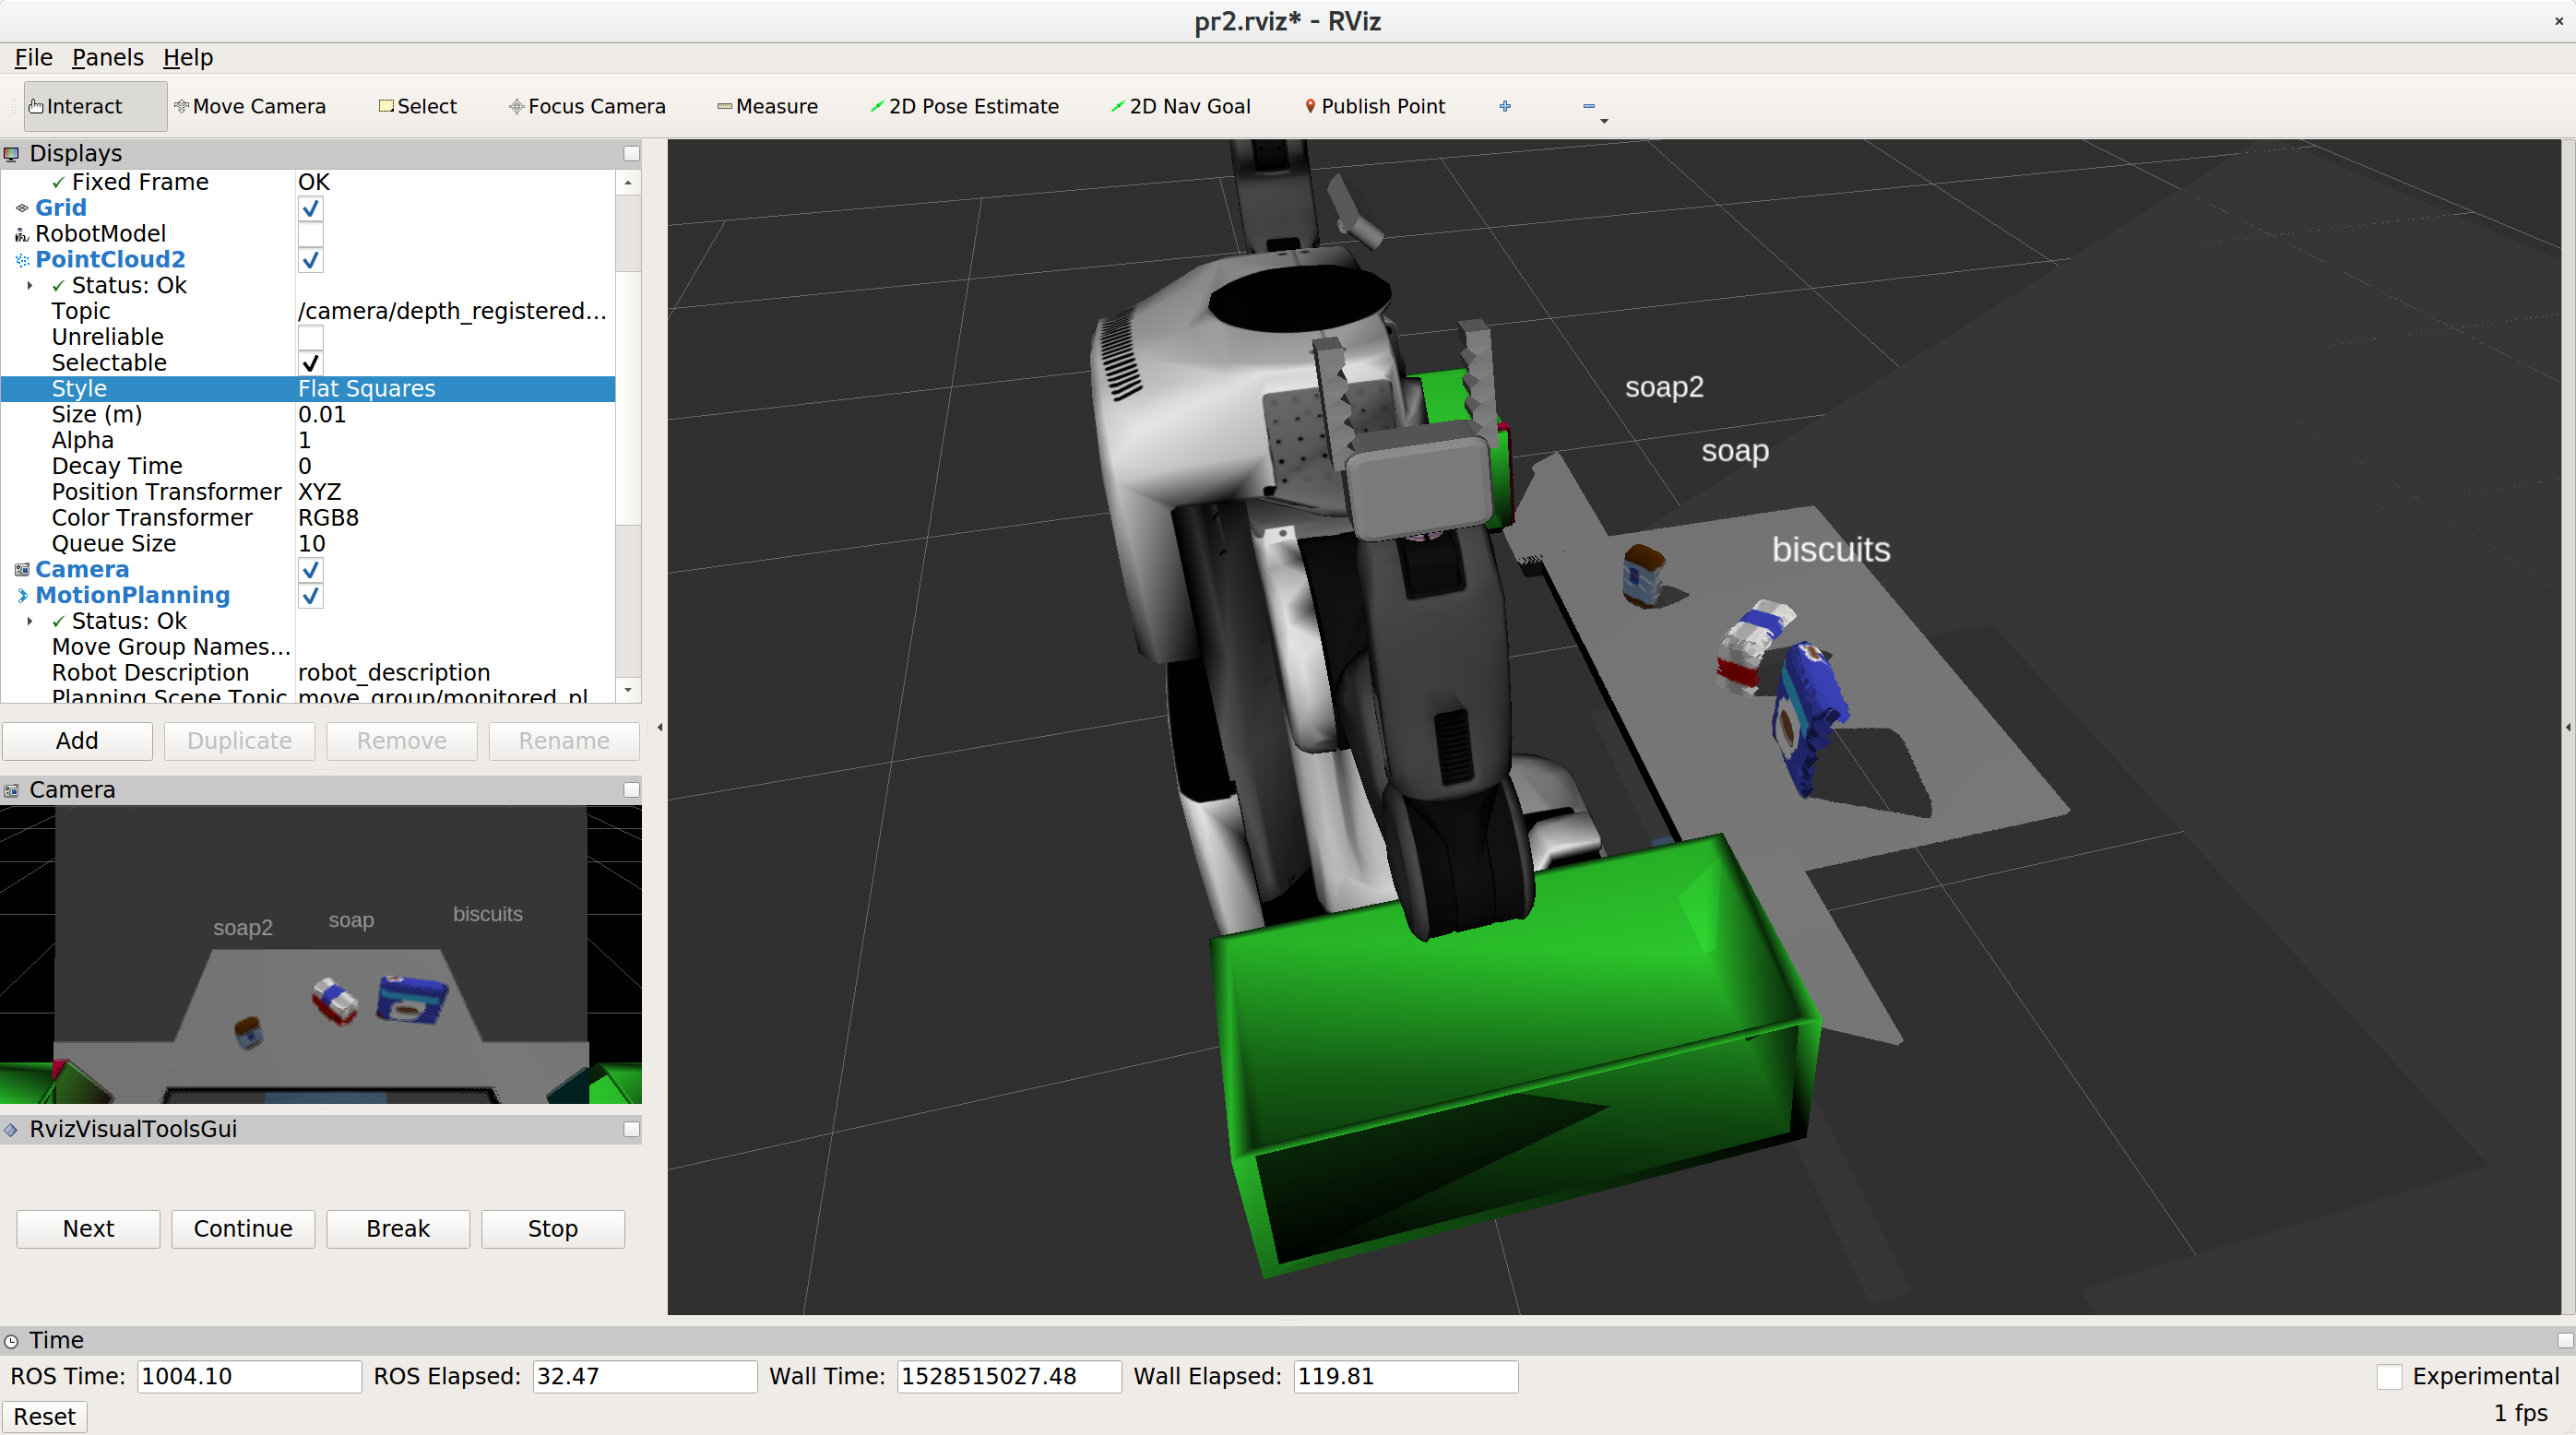 pr2.rviz* - RViz
File Panels Help
Interact Move Camera Select Focus Camera Measure 2D Pose Estimate 2D Nav Goal Publish Point
Displays
Fixed Frame OK
Grid
RobotModel
PointCloud2
Status: Ok
Topic /camera/depth_registered...
Unreliable
Selectable
Style Flat Squares
Size (m) 0.01
Alpha 1
Decay Time 0
Position Transformer XYZ
Color Transformer RGB8
Queue Size 10
Camera
MotionPlanning
Status: Ok
Move Group Names...
Robot Description robot_description
Planning Scene Topic move_group/monitored_pl
Add Duplicate Remove Rename
Camera
soap2 soap biscuits
RvizVisualToolsGui
Next Continue Break Stop
soap2
soap
biscuits
Time
ROS Time: 1004.10 ROS Elapsed: 32.47 Wall Time: 1528515027.48 Wall Elapsed: 119.81 Experimental
Reset 1 fps